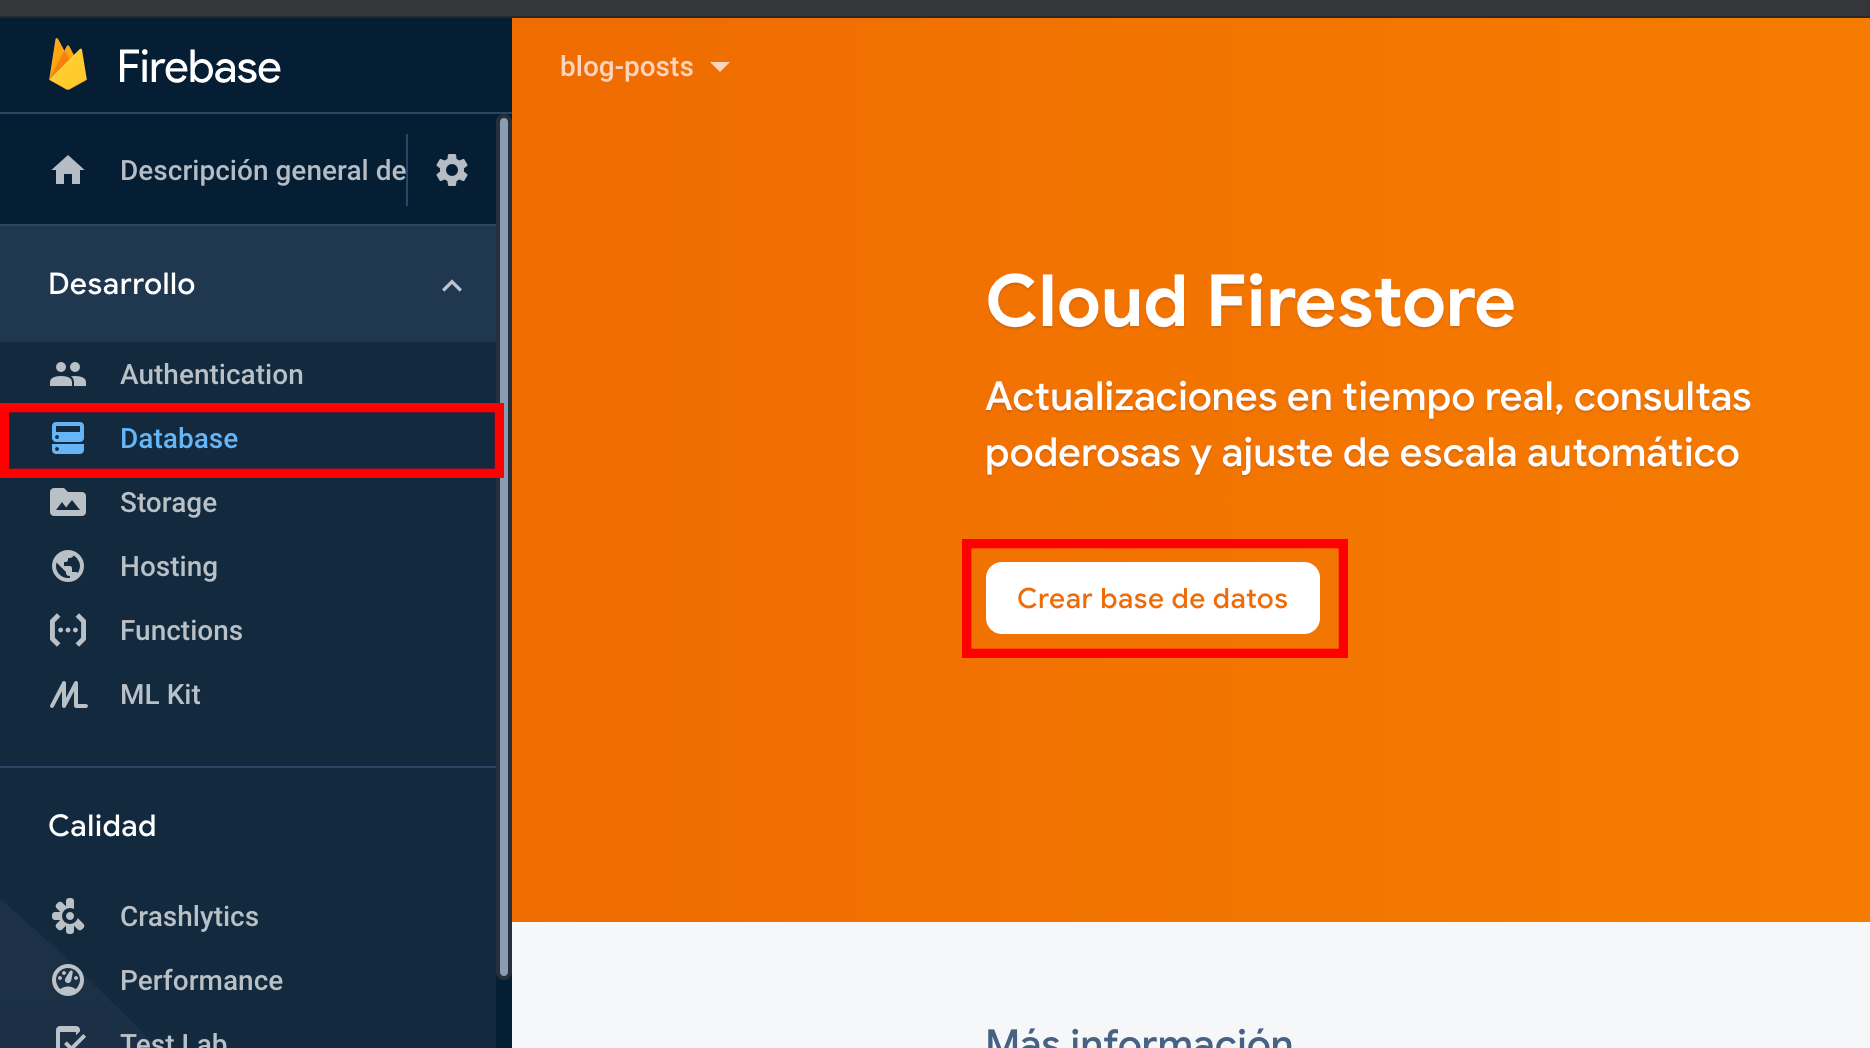 Firebase
blog-posts
Descripción general de
Desarrollo
Authentication
Database
Storage
Hosting
Functions
ML Kit
Calidad
Crashlytics
Performance
Test Lab
Cloud Firestore
Actualizaciones en tiempo real, consultas
poderosas y ajuste de escala automático
Crear base de datos
Más información